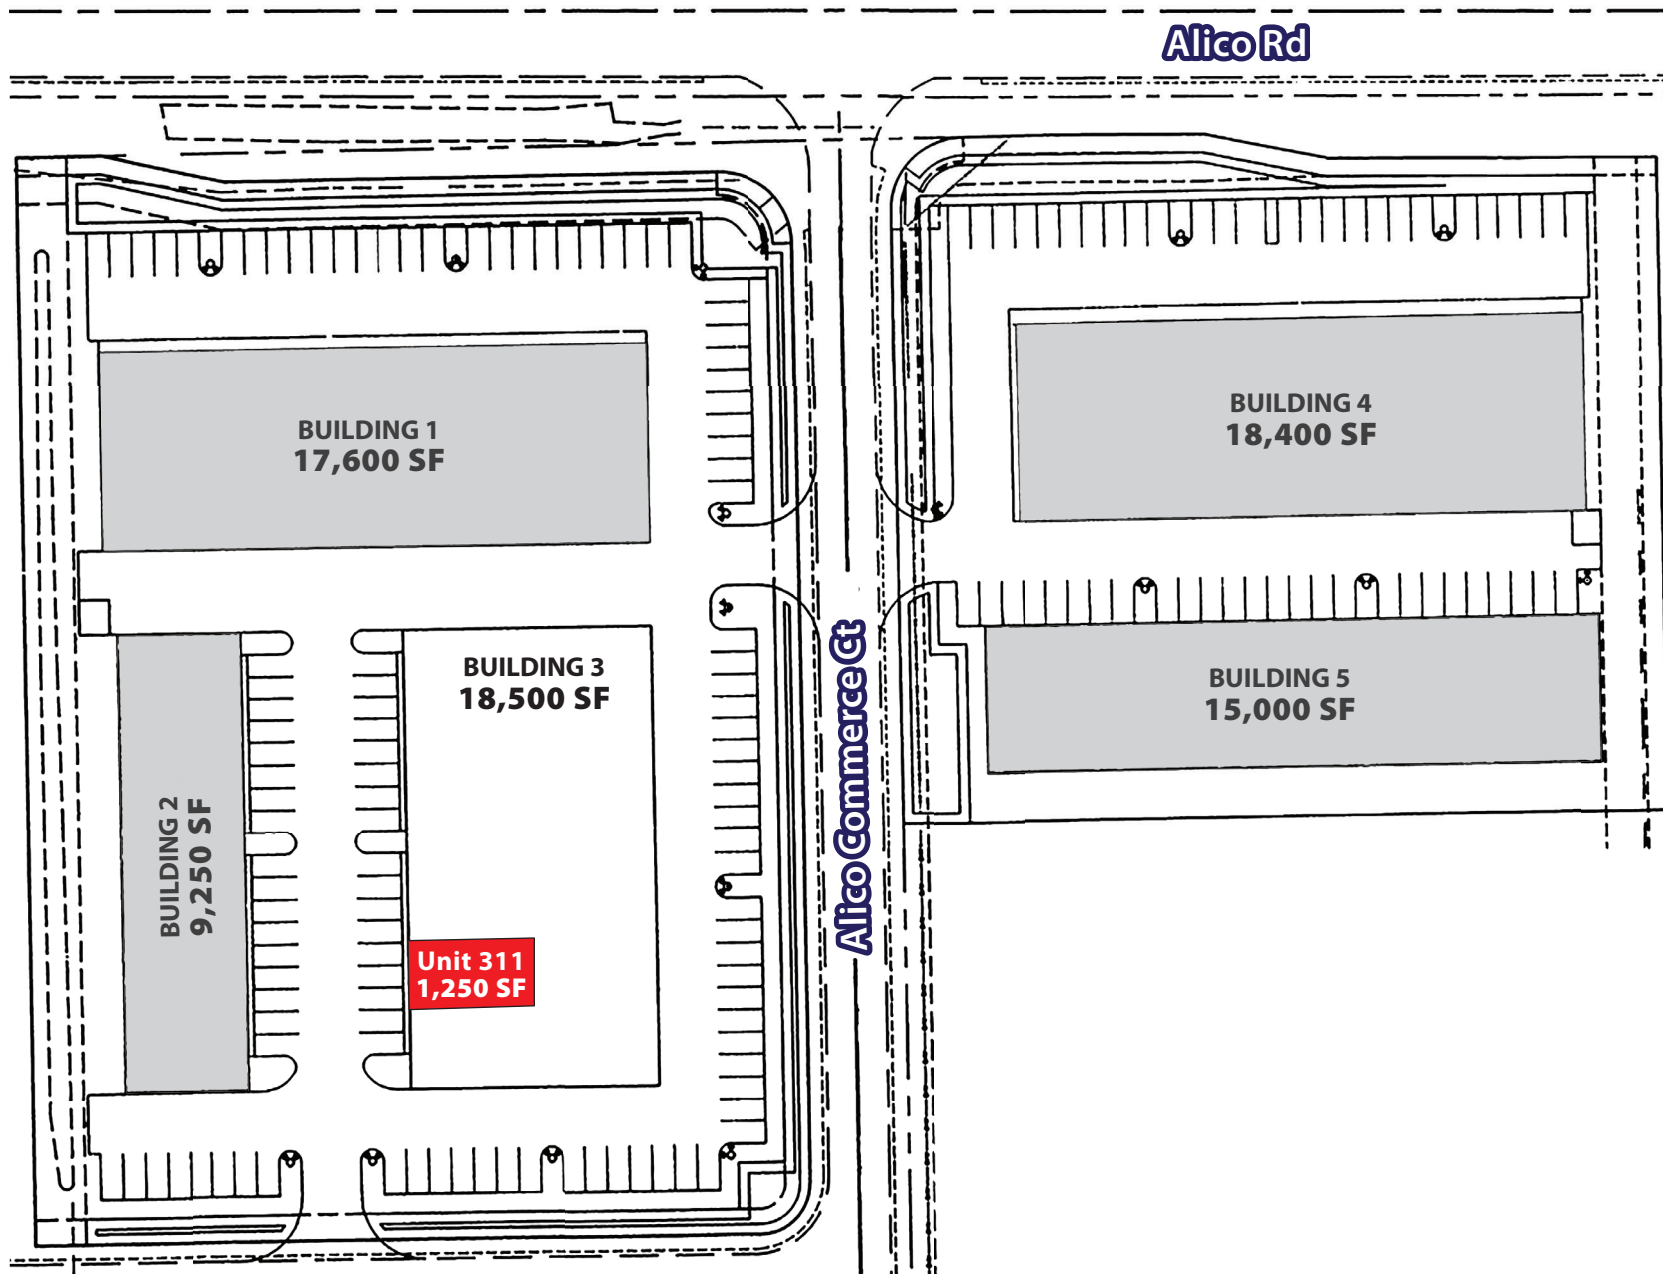 Alico Rd
BUILDING 1
17,600 SF
BUILDING 4
18,400 SF
BUILDING 3
18,500 SF
BUILDING 5
15,000 SF
Alico Commerce Ct
BUILDING 2
9,250 SF
Unit 311
1,250 SF